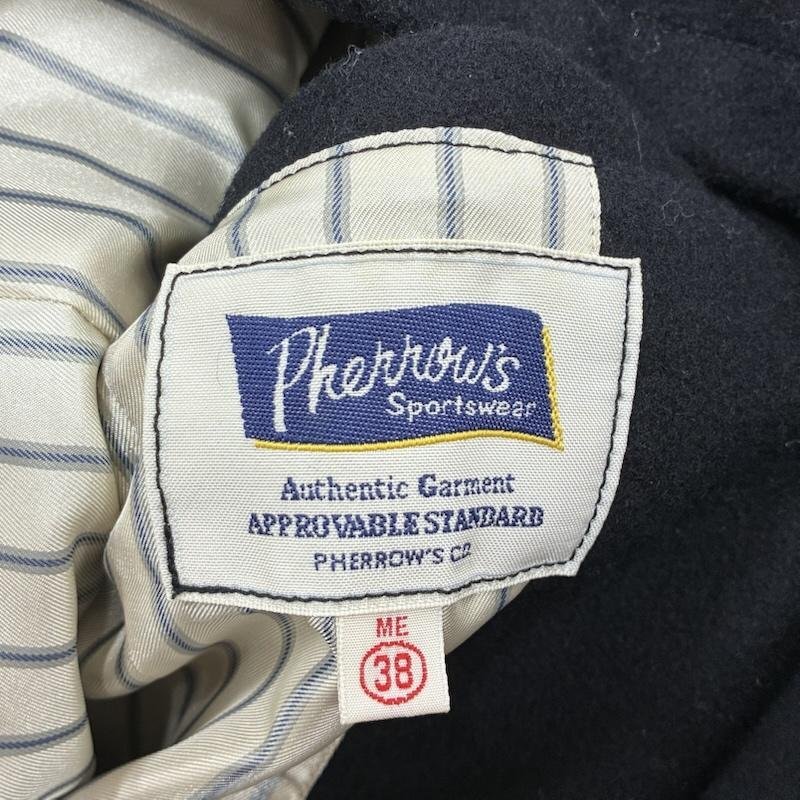 Pherrow's
Sportswear
Authentic Garment
APPROVABLE STANDARD
PHERROW'S CO.
ME
38